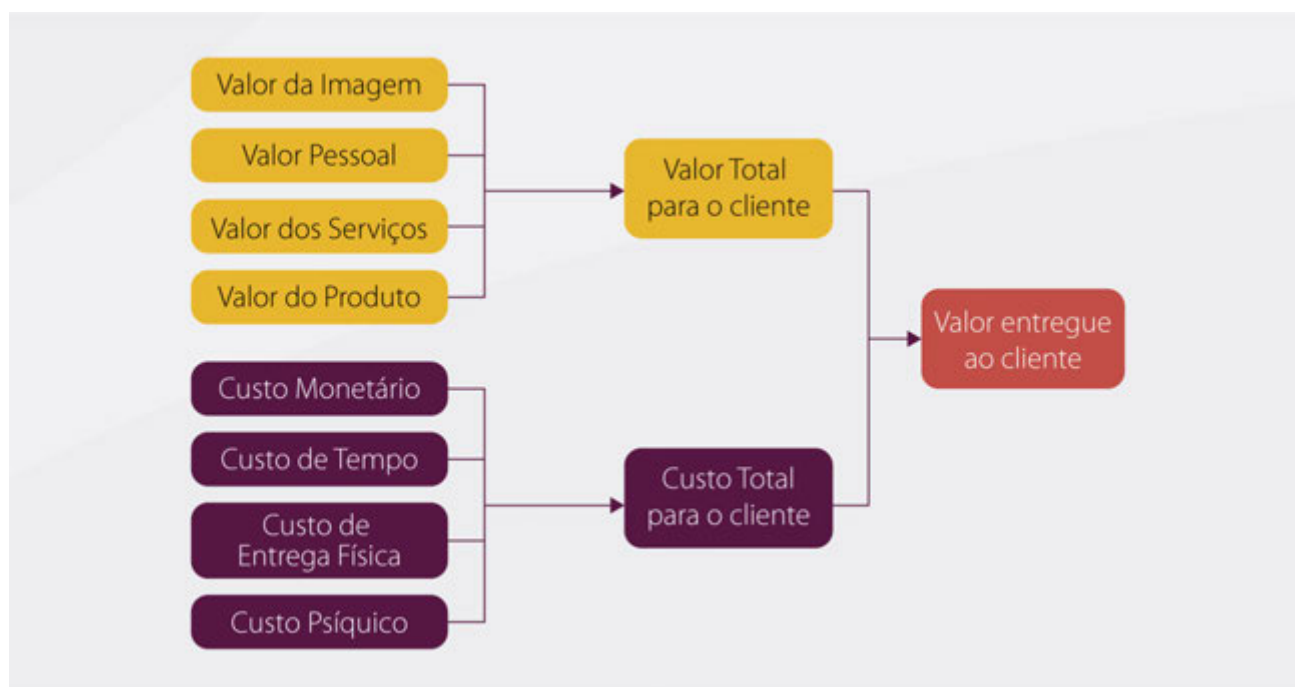 Valor da Imagem
Valor Pessoal
Valor dos Serviços
Valor do Produto
Valor Total
para o cliente
Valor entregue
ao cliente
Custo Monetário
Custo de Tempo
Custo de
Entrega Física
Custo Psíquico
Custo Total
para o cliente